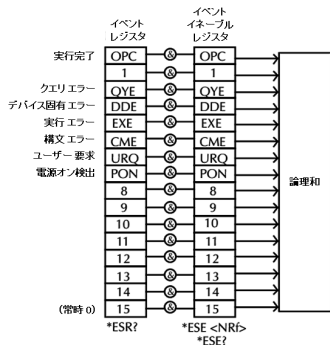 イベント
レジスタ
イベント
イネーブル
レジスタ
実行完了 OPC & OPC
1 & 1
クエリ エラー QYE & QYE
デバイス固有 エラー DDE & DDE
実行 エラー EXE & EXE
構文 エラー CME & CME
ユーザー 要求 URQ & URQ
電源オン検出 PON & PON
8 & 8
9 & 9
10 & 10
11 & 11
12 & 12
13 & 13
14 & 14
(常時 0) 15 & 15
論理和
*ESR? *ESE <NRf>
*ESE?